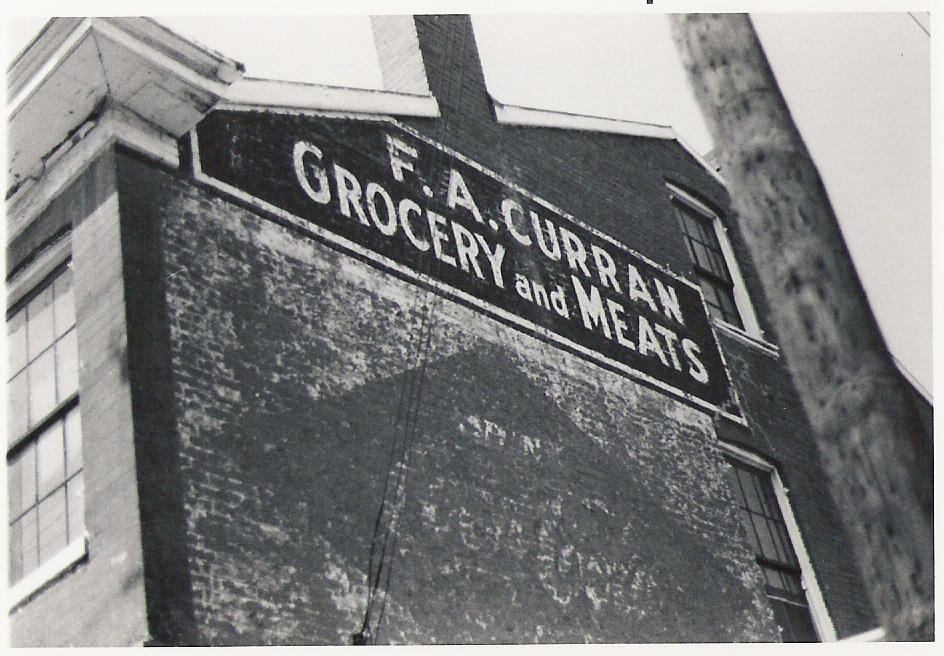 F. A. CURRAN
GROCERY and MEATS